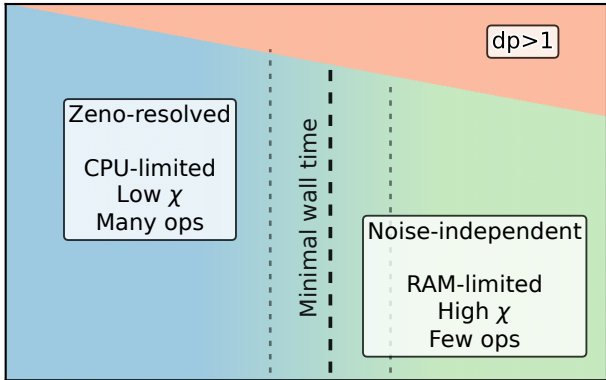 dp>1
Zeno-resolved
CPU-limited
Low χ
Many ops
Minimal wall time
Noise-independent
RAM-limited
High χ
Few ops